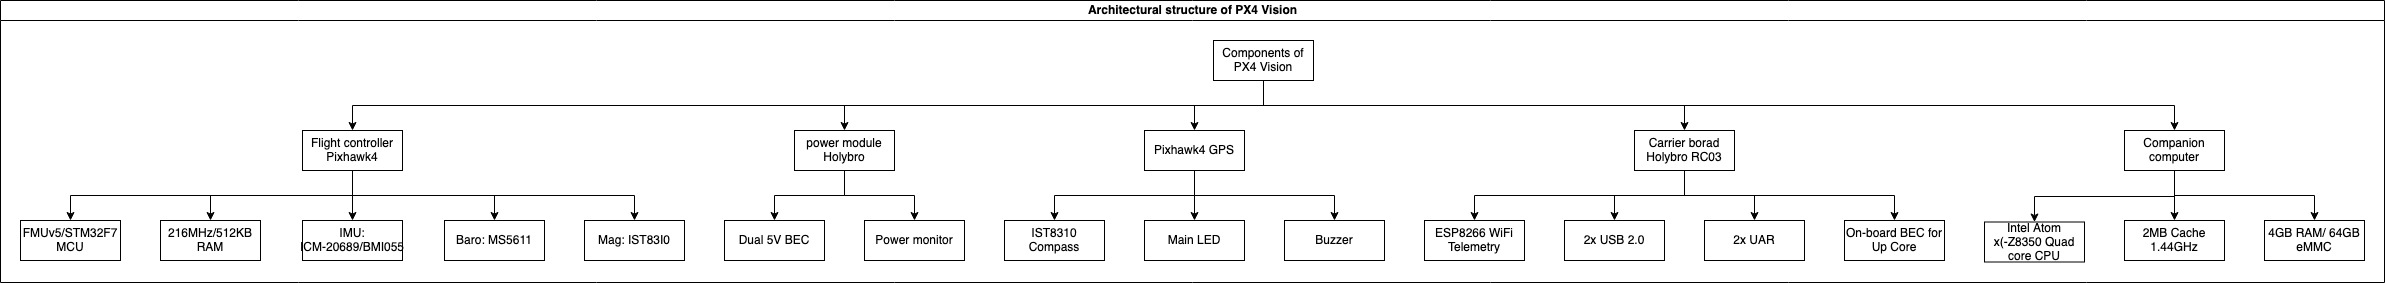 Architectural structure of PX4 Vision
Components of
PX4 Vision
Flight controller
Pixhawk4
power module
Holybro
Pixhawk4 GPS
Carrier borad
Holybro RC03
Companion
computer
FMUv5/STM32F7
MCU
216MHz/512KB
RAM
IMU:
ICM-20689/BMI055
Baro: MS5611
Mag: IST83I0
Dual 5V BEC
Power monitor
IST8310
Compass
Main LED
Buzzer
ESP8266 WiFi
Telemetry
2x USB 2.0
2x UAR
On-board BEC for
Up Core
Intel Atom
x(-Z8350 Quad
core CPU
2MB Cache
1.44GHz
4GB RAM/ 64GB
eMMC